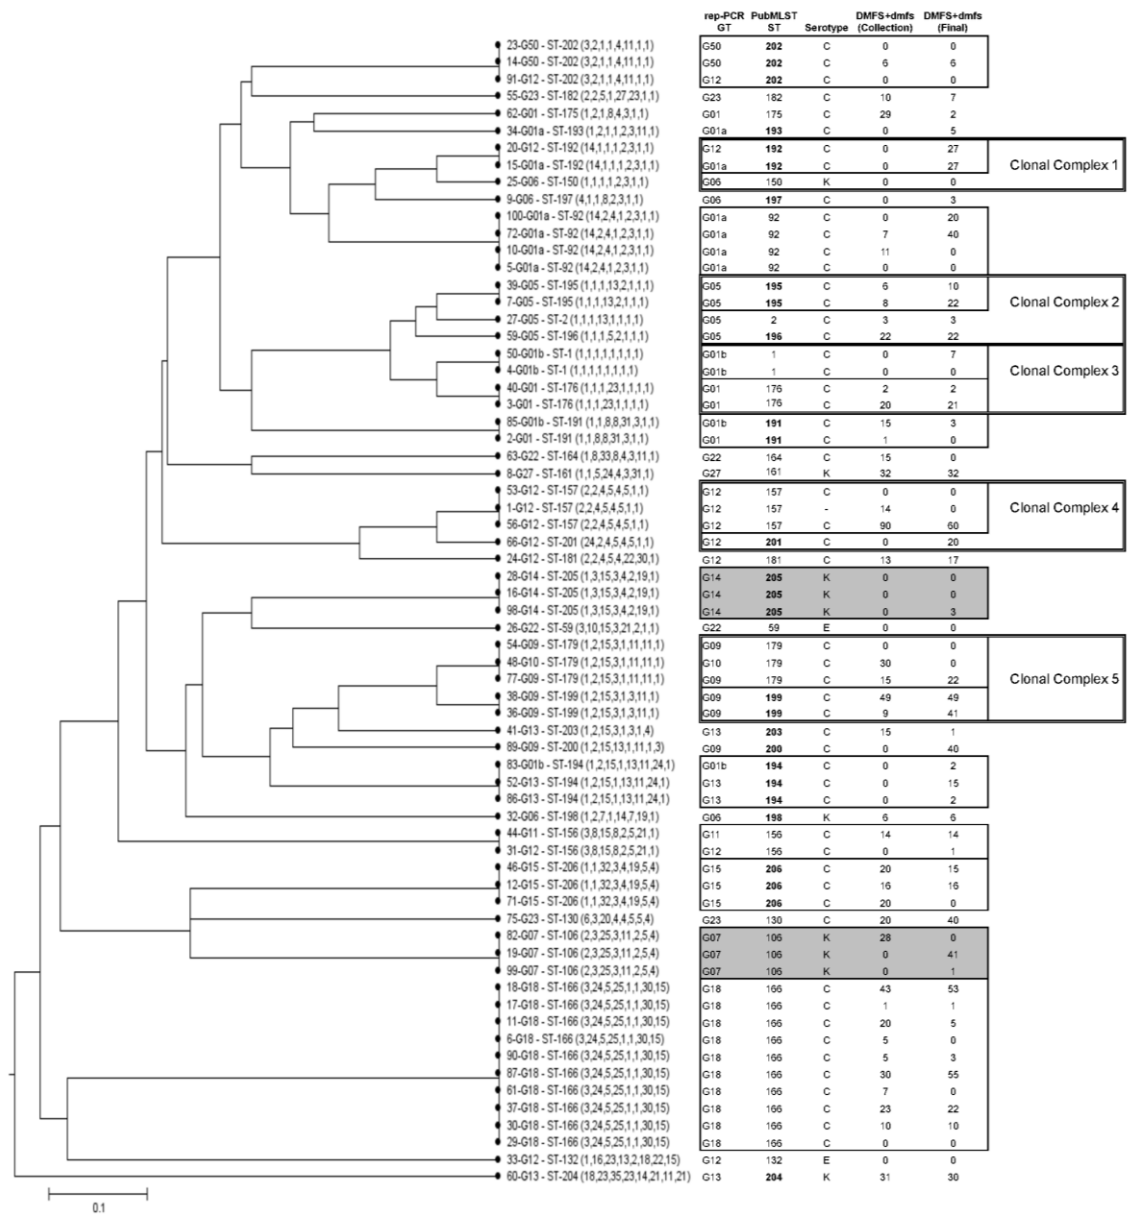 rep-PCR PubMLST DMFS+dmfs DMFS+dmfs
GT ST Serotype (Collection) (Final)
23-G50 - ST-202 (3,2,1,1,4,11,1,1) G50 202 C 0 0
14-G50 - ST-202 (3,2,1,1,4,11,1,1) G50 202 C 6 6
91-G12 - ST-202 (3,2,1,1,4,11,1,1) G12 202 C 0 0
55-G23 - ST-182 (2,2,5,1,27,23,1,1) G23 182 C 10 7
62-G01 - ST-175 (1,2,1,8,4,3,1,1) G01 175 C 29 2
34-G01a - ST-193 (1,2,1,1,2,3,11,1) G01a 193 C 0 5
20-G12 - ST-192 (14,1,1,1,2,3,1,1) G12 192 C 0 27
15-G01a - ST-192 (14,1,1,1,2,3,1,1) G01a 192 C 0 27 Clonal Complex 1
25-G06 - ST-150 (1,1,1,1,2,3,1,1) G06 150 K 0 0
9-G06 - ST-197 (4,1,1,8,2,3,1,1) G06 197 C 0 3
100-G01a - ST-92 (14,2,4,1,2,3,1,1) G01a 92 C 0 20
72-G01a - ST-92 (14,2,4,1,2,3,1,1) G01a 92 C 7 40
10-G01a - ST-92 (14,2,4,1,2,3,1,1) G01a 92 C 11 0
5-G01a - ST-92 (14,2,4,1,2,3,1,1) G01a 92 C 0 0
39-G05 - ST-195 (1,1,1,13,2,1,1,1) G05 195 C 6 10
7-G05 - ST-195 (1,1,1,13,2,1,1,1) G05 195 C 8 22 Clonal Complex 2
27-G05 - ST-2 (1,1,1,13,1,1,1,1) G05 2 C 3 3
59-G05 - ST-196 (1,1,1,5,2,1,1,1) G05 196 C 22 22
50-G01b - ST-1 (1,1,1,1,1,1,1,1) G01b 1 C 0 7
4-G01b - ST-1 (1,1,1,1,1,1,1,1) G01b 1 C 0 0 Clonal Complex 3
40-G01 - ST-176 (1,1,1,23,1,1,1,1) G01 176 C 2 2
3-G01 - ST-176 (1,1,1,23,1,1,1,1) G01 176 C 20 21
85-G01b - ST-191 (1,1,8,8,31,3,1,1) G01b 191 C 15 3
2-G01 - ST-191 (1,1,8,8,31,3,1,1) G01 191 C 1 0
63-G22 - ST-164 (1,8,33,8,4,3,11,1) G22 164 C 15 0
8-G27 - ST-161 (1,1,5,24,4,3,31,1) G27 161 K 32 32
53-G12 - ST-157 (2,2,4,5,4,5,1,1) G12 157 C 0 0
1-G12 - ST-157 (2,2,4,5,4,5,1,1) G12 157 - 14 0 Clonal Complex 4
56-G12 - ST-157 (2,2,4,5,4,5,1,1) G12 157 C 90 60
66-G12 - ST-201 (24,2,4,5,4,5,1,1) G12 201 C 0 20
24-G12 - ST-181 (2,2,4,5,4,22,30,1) G12 181 C 13 17
28-G14 - ST-205 (1,3,15,3,4,2,19,1) G14 205 K 0 0
16-G14 - ST-205 (1,3,15,3,4,2,19,1) G14 205 K 0 0
98-G14 - ST-205 (1,3,15,3,4,2,19,1) G14 205 K 0 3
26-G22 - ST-59 (3,10,15,3,21,2,1,1) G22 59 E 0 0
54-G09 - ST-179 (1,2,15,3,1,11,11,1) G09 179 C 0 0
48-G10 - ST-179 (1,2,15,3,1,11,11,1) G10 179 C 30 0
77-G09 - ST-179 (1,2,15,3,1,11,11,1) G09 179 C 15 22 Clonal Complex 5
38-G09 - ST-199 (1,2,15,3,1,3,11,1) G09 199 C 49 49
36-G09 - ST-199 (1,2,15,3,1,3,11,1) G09 199 C 9 41
41-G13 - ST-203 (1,2,15,3,1,3,1,4) G13 203 C 15 1
89-G09 - ST-200 (1,2,15,13,1,11,1,3) G09 200 C 0 40
83-G01b - ST-194 (1,2,15,1,13,11,24,1) G01b 194 C 0 2
52-G13 - ST-194 (1,2,15,1,13,11,24,1) G13 194 C 0 15
86-G13 - ST-194 (1,2,15,1,13,11,24,1) G13 194 C 0 2
32-G06 - ST-198 (1,2,7,1,14,7,19,1) G06 198 K 6 6
44-G11 - ST-156 (3,8,15,8,2,5,21,1) G11 156 C 14 14
31-G12 - ST-156 (3,8,15,8,2,5,21,1) G12 156 C 0 1
46-G15 - ST-206 (1,1,32,3,4,19,5,4) G15 206 C 20 15
12-G15 - ST-206 (1,1,32,3,4,19,5,4) G15 206 C 16 16
71-G15 - ST-206 (1,1,32,3,4,19,5,4) G15 206 C 20 0
75-G23 - ST-130 (6,3,20,4,4,5,5,4) G23 130 C 20 40
82-G07 - ST-106 (2,3,25,3,11,2,5,4) G07 106 K 28 0
19-G07 - ST-106 (2,3,25,3,11,2,5,4) G07 106 K 0 41
99-G07 - ST-106 (2,3,25,3,11,2,5,4) G07 106 K 0 1
18-G18 - ST-166 (3,24,5,25,1,1,30,15) G18 166 C 43 53
17-G18 - ST-166 (3,24,5,25,1,1,30,15) G18 166 C 1 1
11-G18 - ST-166 (3,24,5,25,1,1,30,15) G18 166 C 20 5
6-G18 - ST-166 (3,24,5,25,1,1,30,15) G18 166 C 5 0
90-G18 - ST-166 (3,24,5,25,1,1,30,15) G18 166 C 5 3
87-G18 - ST-166 (3,24,5,25,1,1,30,15) G18 166 C 30 55
61-G18 - ST-166 (3,24,5,25,1,1,30,15) G18 166 C 7 0
37-G18 - ST-166 (3,24,5,25,1,1,30,15) G18 166 C 23 22
30-G18 - ST-166 (3,24,5,25,1,1,30,15) G18 166 C 10 10
29-G18 - ST-166 (3,24,5,25,1,1,30,15) G18 166 C 0 0
33-G12 - ST-132 (1,16,23,13,2,18,22,15) G12 132 E 0 0
60-G13 - ST-204 (18,23,35,23,14,21,11,21) G13 204 K 31 30
0.1